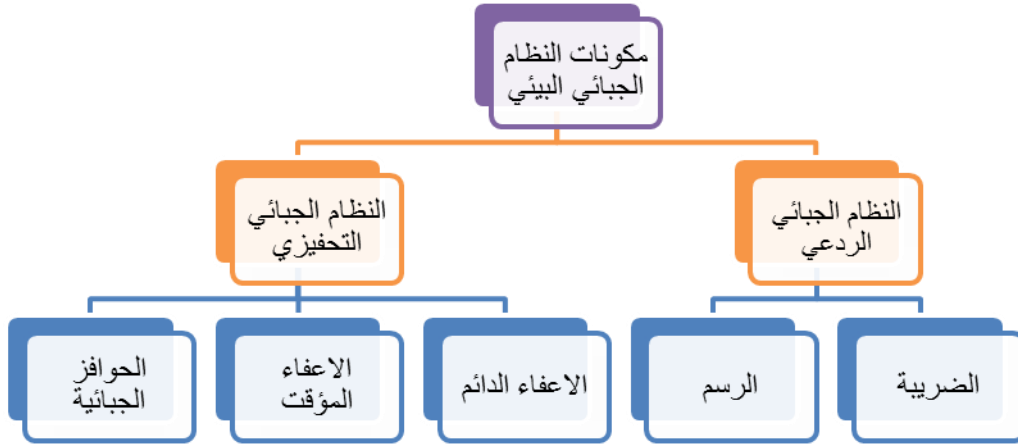 مكونات النظام
الجبائي البيئي
النظام الجبائي
الردعي
النظام الجبائي
التحفيزي
الضريبة
الرسم
الاعفاء الدائم
الاعفاء
المؤقت
الحوافز
الجبائية